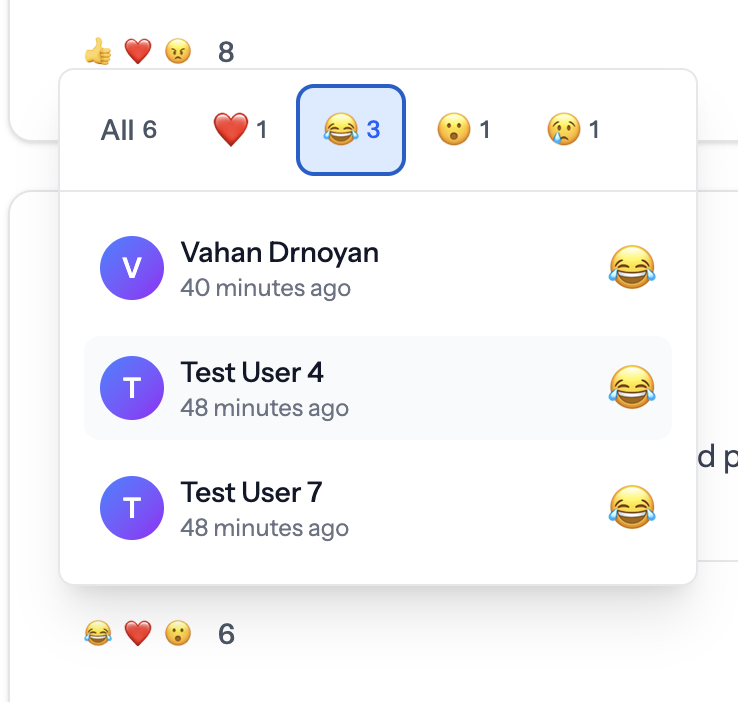 👍 ❤️ 😠 8
All 6 ❤️ 1 😂 3 😮 1 😢 1
V Vahan Drnoyan 😂
40 minutes ago
T Test User 4 😂
48 minutes ago
d p
T Test User 7 😂
48 minutes ago
😂 ❤️ 😮 6